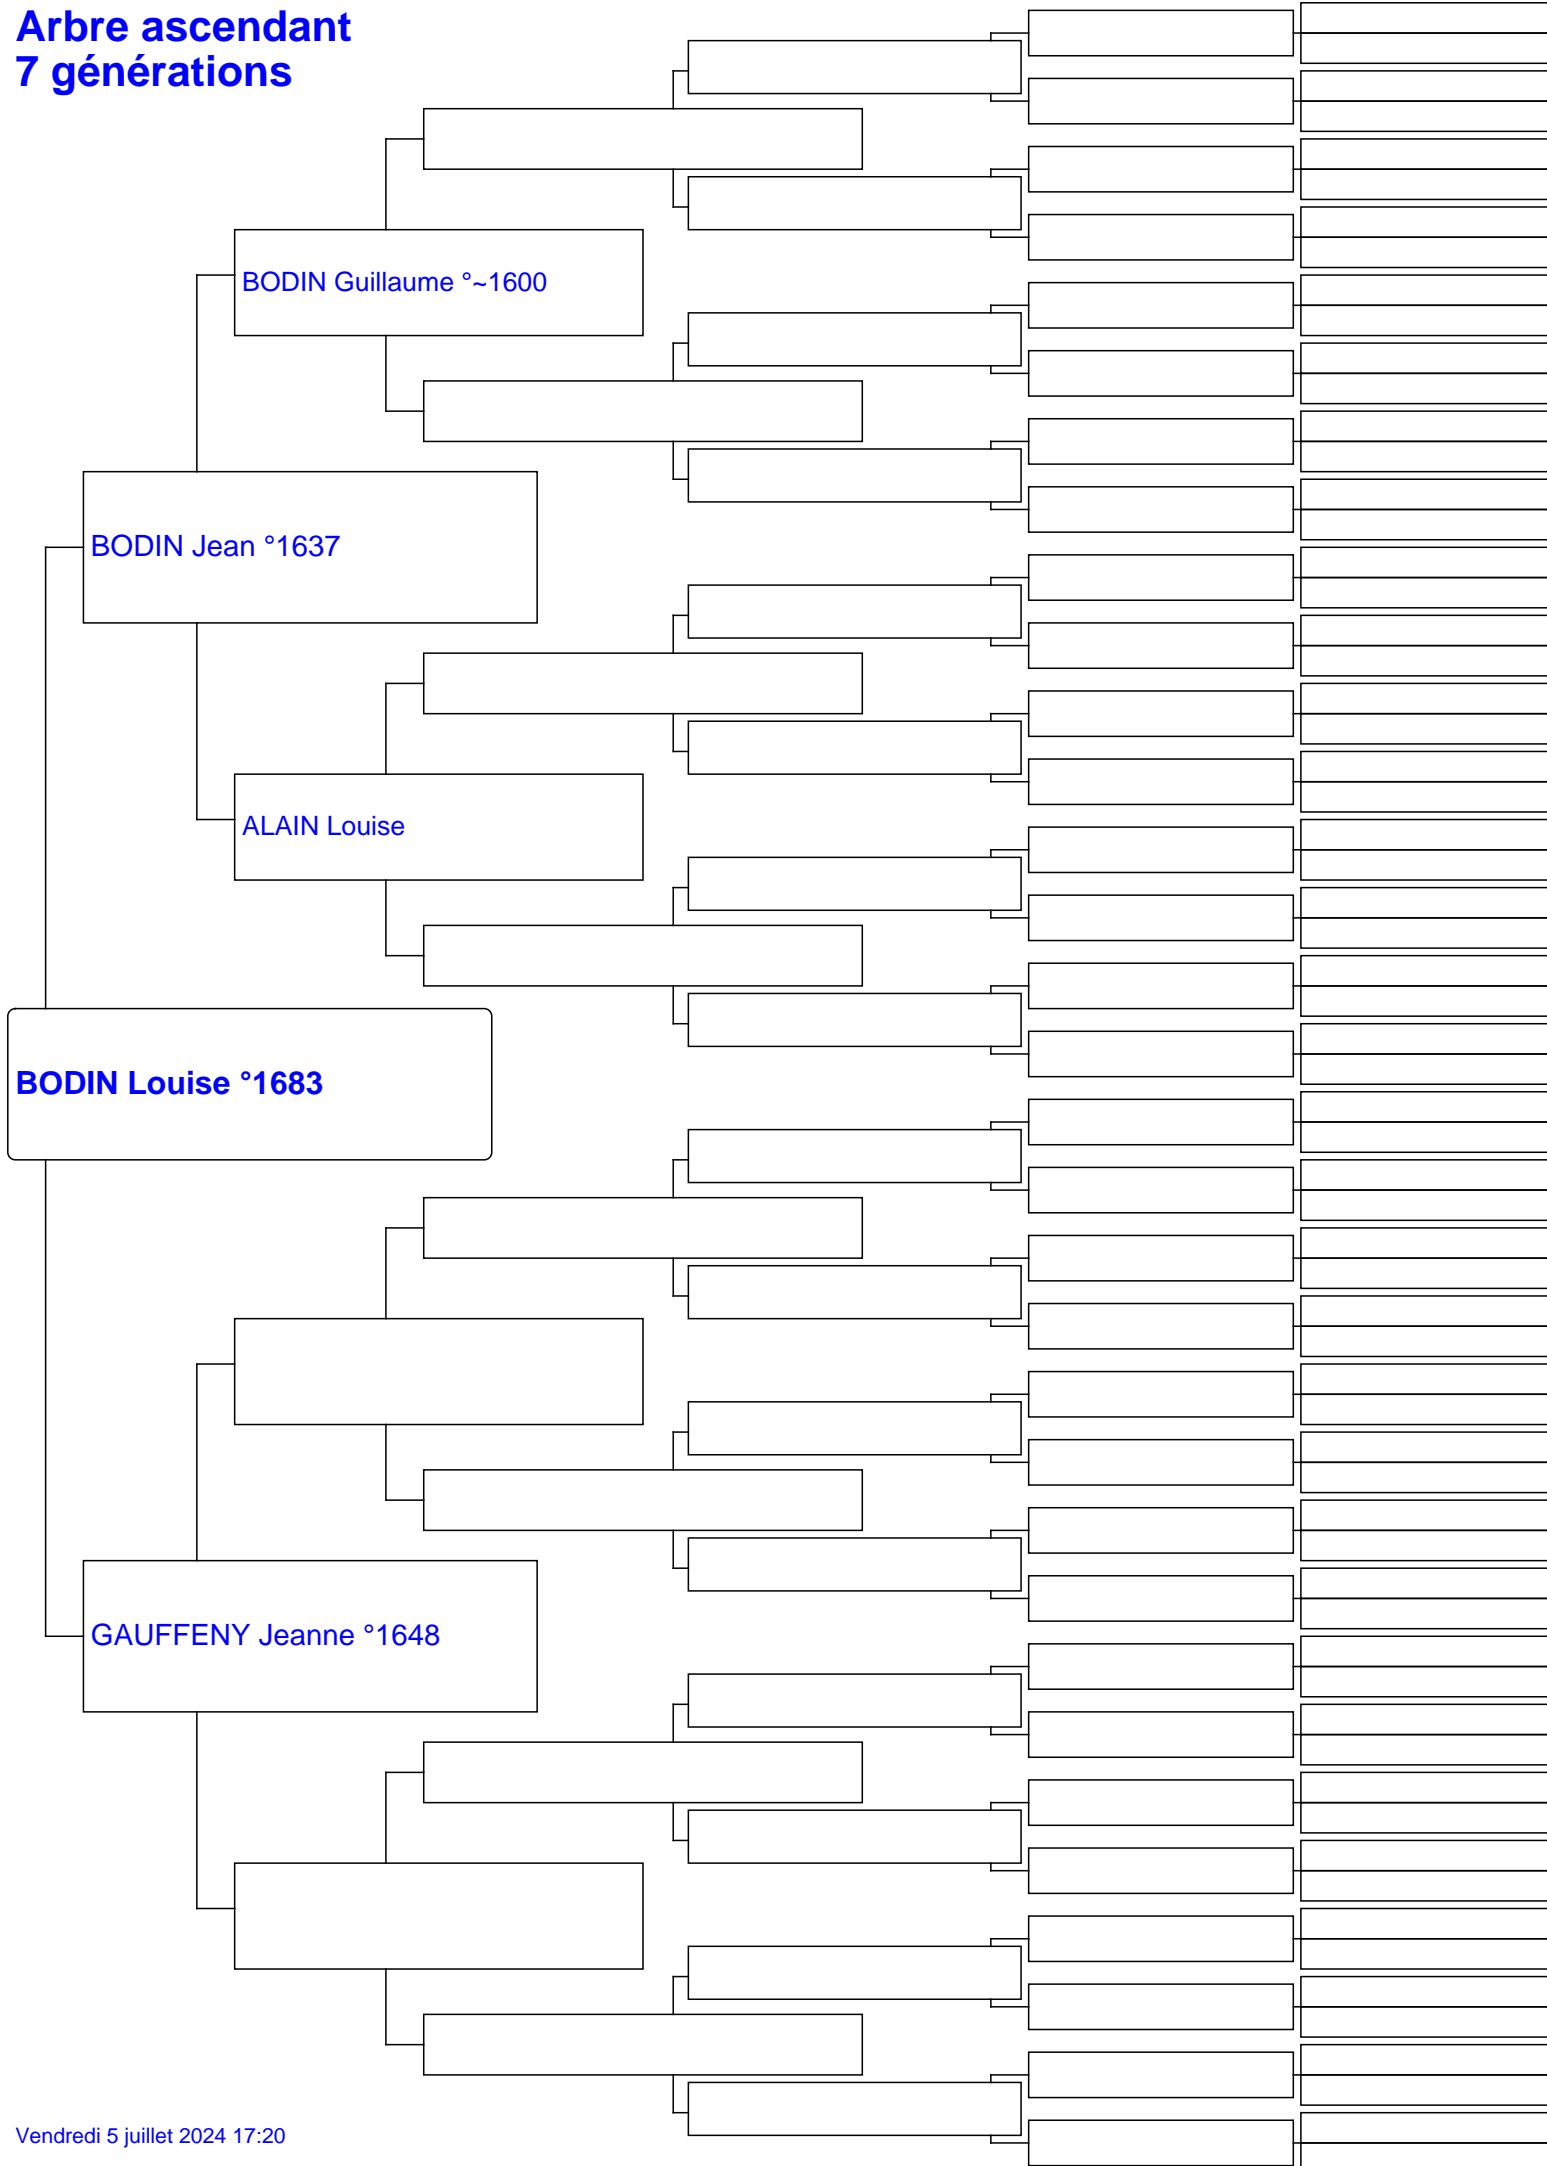 Arbre ascendant
7 générations
BODIN Guillaume °~1600
BODIN Jean °1637
ALAIN Louise
BODIN Louise °1683
GAUFFENY Jeanne °1648
Vendredi 5 juillet 2024 17:20